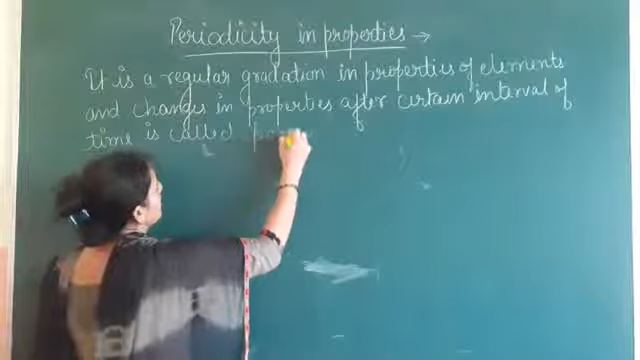 Periodicity in properties →
It is a regular gradation in properties of elements
and changes in properties after certain interval of
time is called